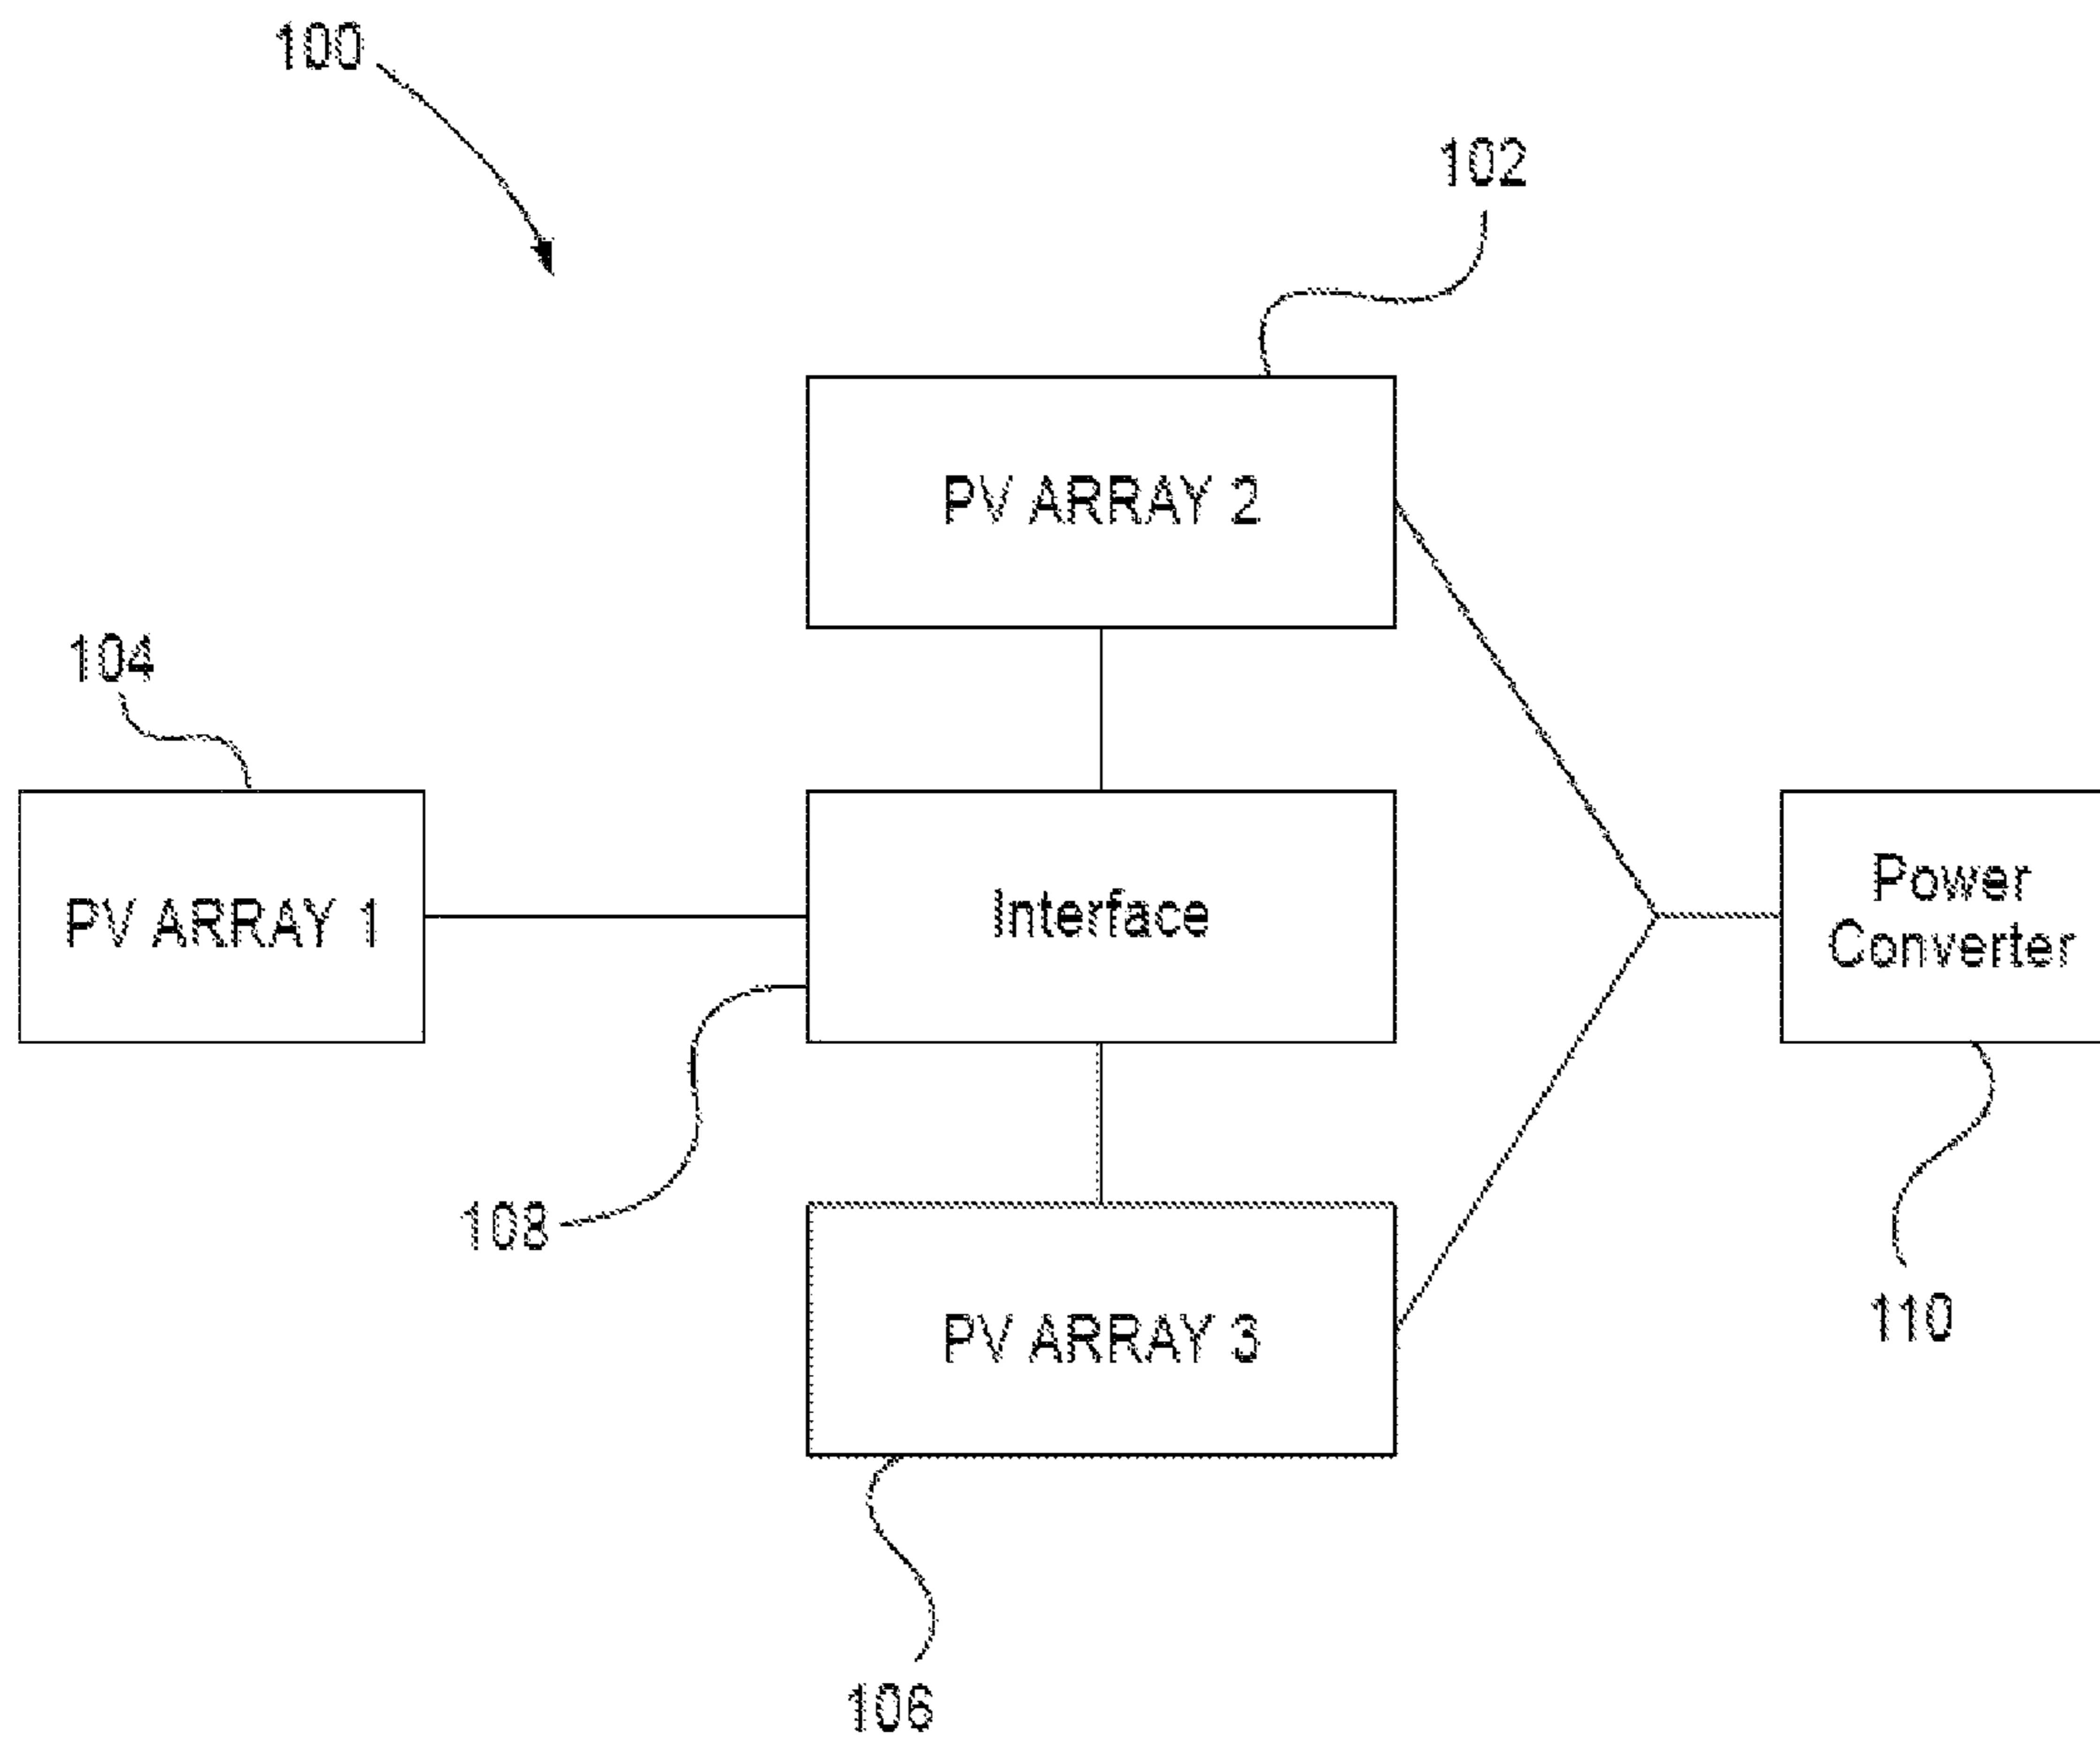 100
102
PV ARRAY 2
104
PV ARRAY 1
Interface
Power
Converter
108
PV ARRAY 3
110
106